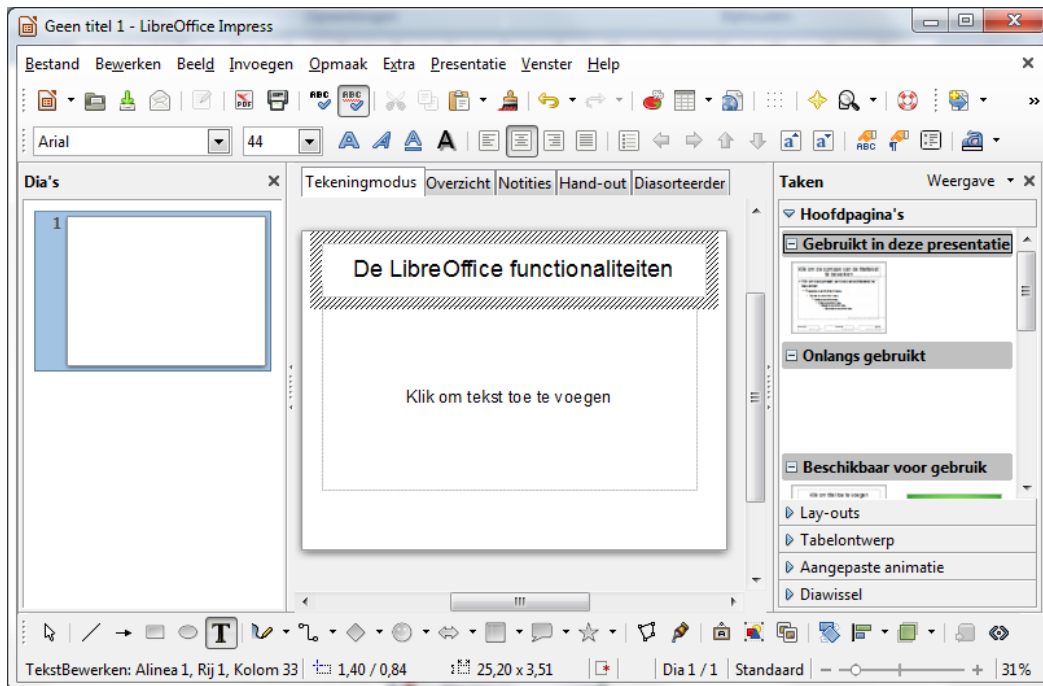 Geen titel 1 - LibreOffice Impress
Bestand Bewerken Beeld Invoegen Opmaak Extra Presentatie Venster Help
Arial 44
Dia's
1
Tekeningmodus Overzicht Notities Hand-out Diasorteerder
De LibreOffice functionaliteiten
Klik om tekst toe te voegen
Taken Weergave
Hoofdpagina's
Gebruikt in deze presentatie
Onlangs gebruikt
Beschikbaar voor gebruik
Lay-outs
Tabelontwerp
Aangepaste animatie
Diawissel
TekstBewerken: Alinea 1, Rij 1, Kolom 33 1,40 / 0,84 25,20 x 3,51 Dia 1 / 1 Standaard 31%